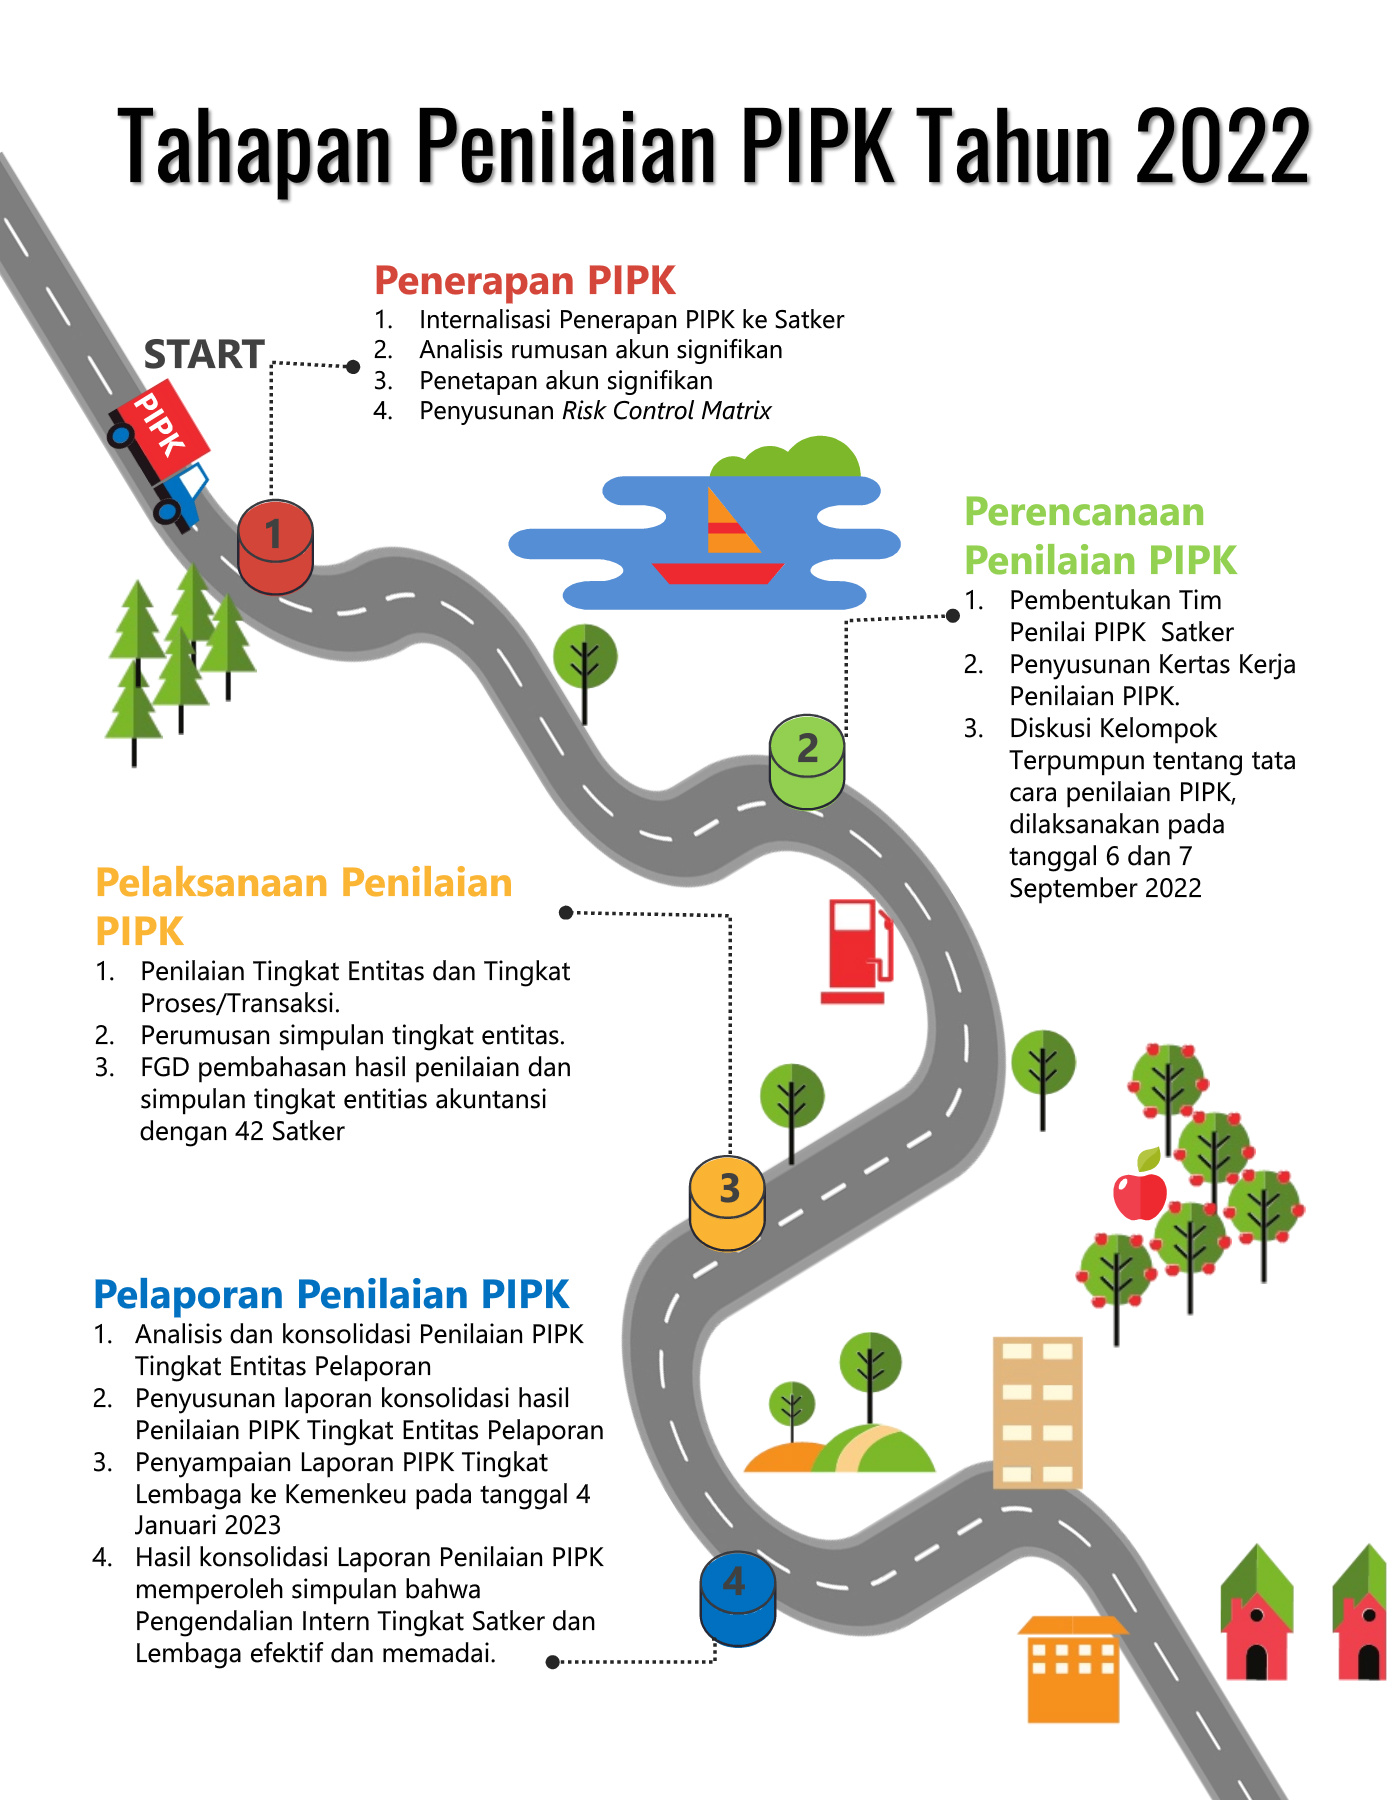 Tahapan Penilaian PIPK Tahun 2022
Penerapan PIPK
1. Internalisasi Penerapan PIPK ke Satker
2. Analisis rumusan akun signifikan
3. Penetapan akun signifikan
4. Penyusunan Risk Control Matrix
START
PIPK
1
Perencanaan
Penilaian PIPK
1. Pembentukan Tim
Penilai PIPK Satker
2. Penyusunan Kertas Kerja
Penilaian PIPK.
3. Diskusi Kelompok
Terpumpun tentang tata
cara penilaian PIPK,
dilaksanakan pada
tanggal 6 dan 7
September 2022
2
Pelaksanaan Penilaian
PIPK
1. Penilaian Tingkat Entitas dan Tingkat
Proses/Transaksi.
2. Perumusan simpulan tingkat entitas.
3. FGD pembahasan hasil penilaian dan
simpulan tingkat entitias akuntansi
dengan 42 Satker
3
Pelaporan Penilaian PIPK
1. Analisis dan konsolidasi Penilaian PIPK
Tingkat Entitas Pelaporan
2. Penyusunan laporan konsolidasi hasil
Penilaian PIPK Tingkat Entitas Pelaporan
3. Penyampaian Laporan PIPK Tingkat
Lembaga ke Kemenkeu pada tanggal 4
Januari 2023
4. Hasil konsolidasi Laporan Penilaian PIPK
memperoleh simpulan bahwa
Pengendalian Intern Tingkat Satker dan
Lembaga efektif dan memadai.
4